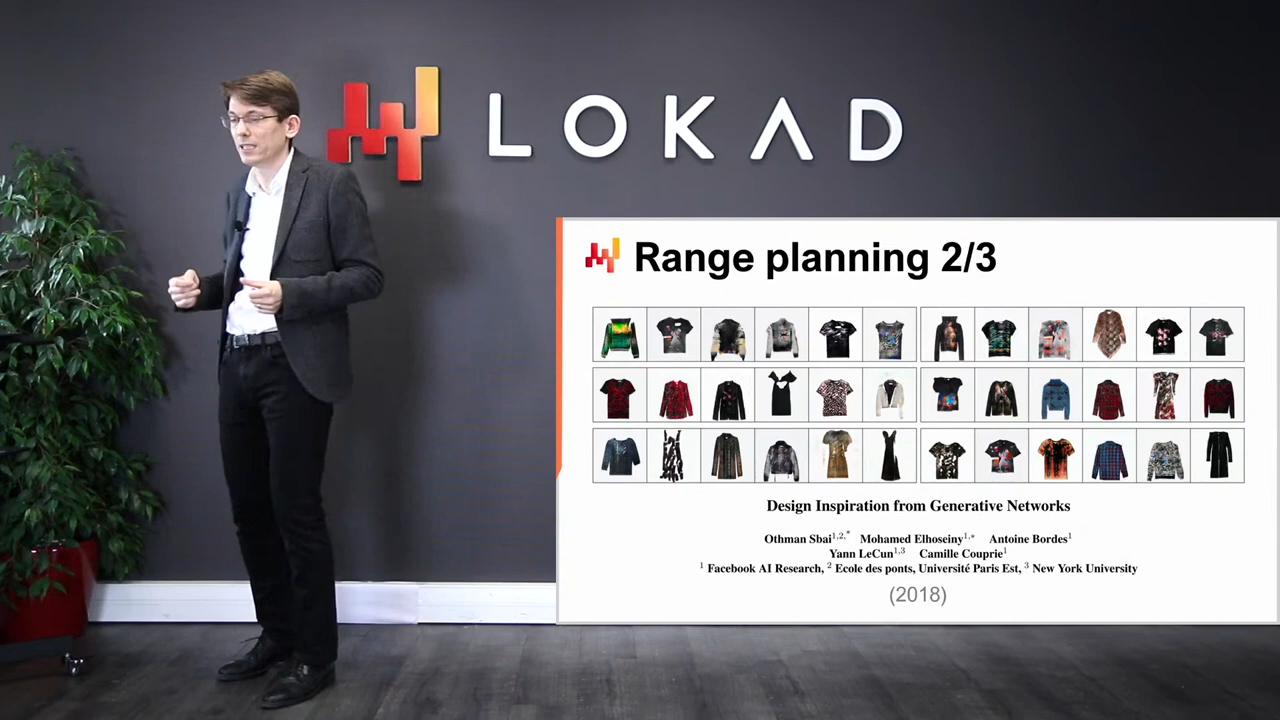 LOKAD
Range planning 2/3
Design Inspiration from Generative Networks
Othman Sbai1,2,* Mohamed Elhoseiny1,* Antoine Bordes1
Yann LeCun1,3 Camille Couprie1
1 Facebook AI Research, 2 Ecole des ponts, Université Paris Est, 3 New York University
(2018)